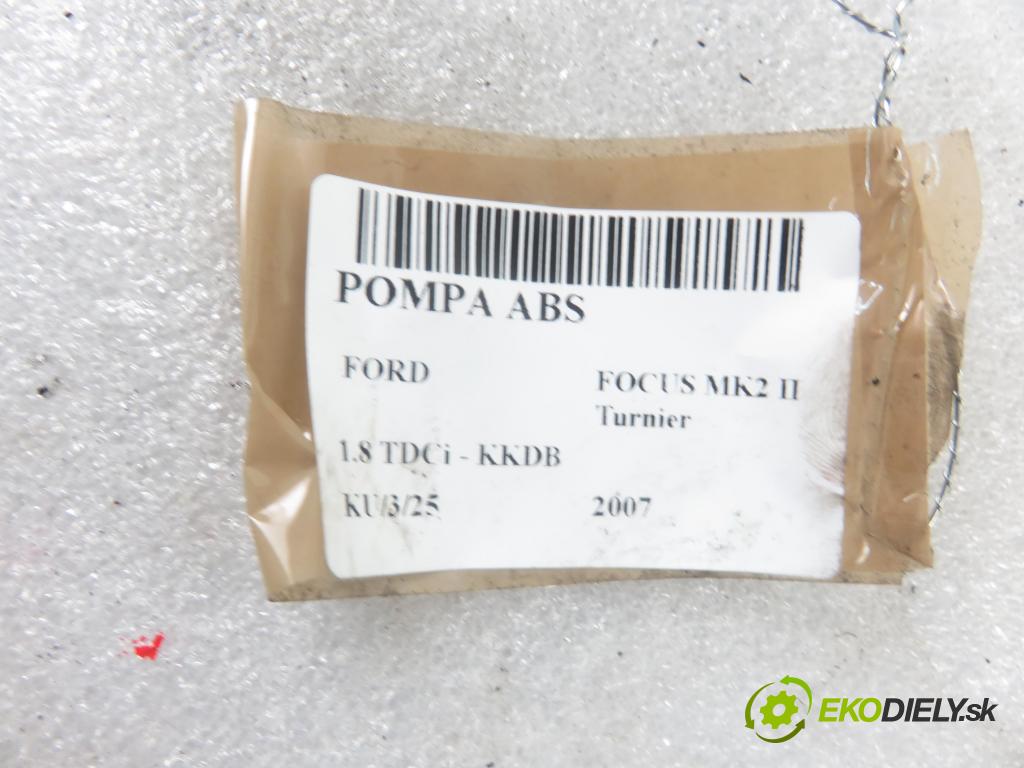 POMPA ABS
FORD
FOCUS MK2 II
Turnier
1.8 TDCi - KKDB
KU/3/25
2007
EKODIELY.sk